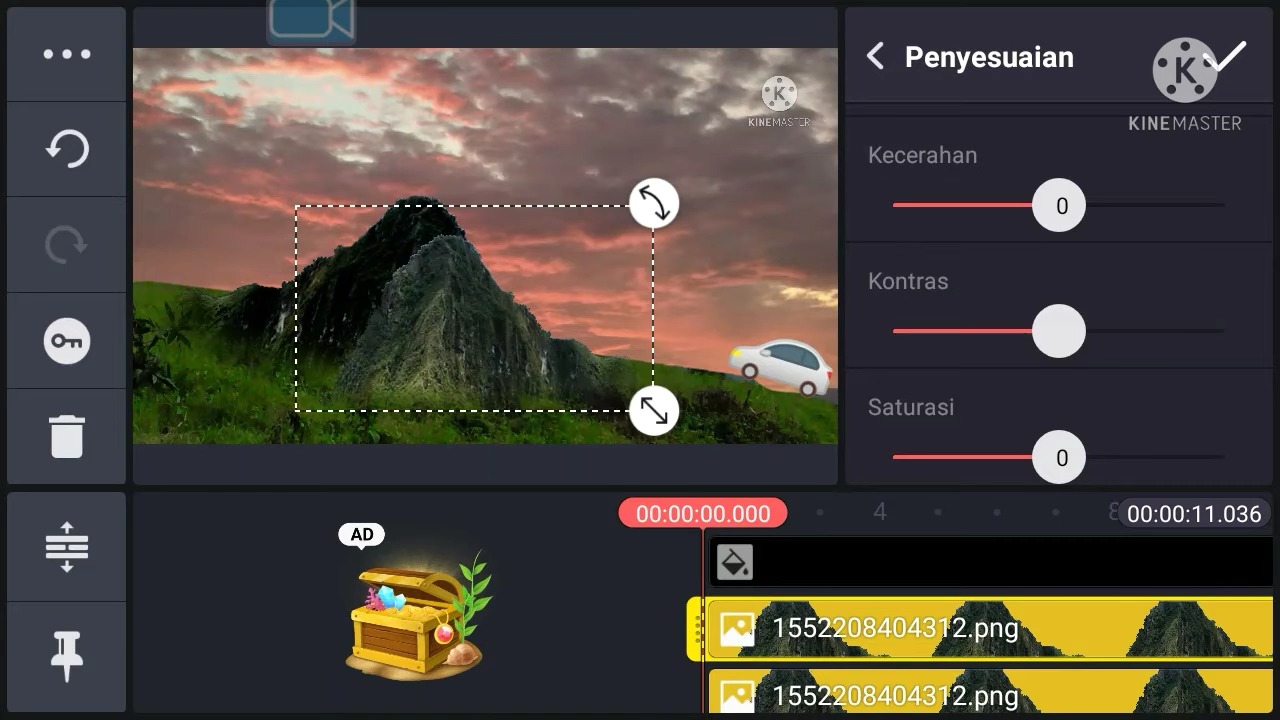 K
KINEMASTER
Penyesuaian
K
KINEMASTER
Kecerahan
0
Kontras
Saturasi
0
00:00:00.000
4
8
00:00:11.036
AD
1552208404312.png
1552208404312.png